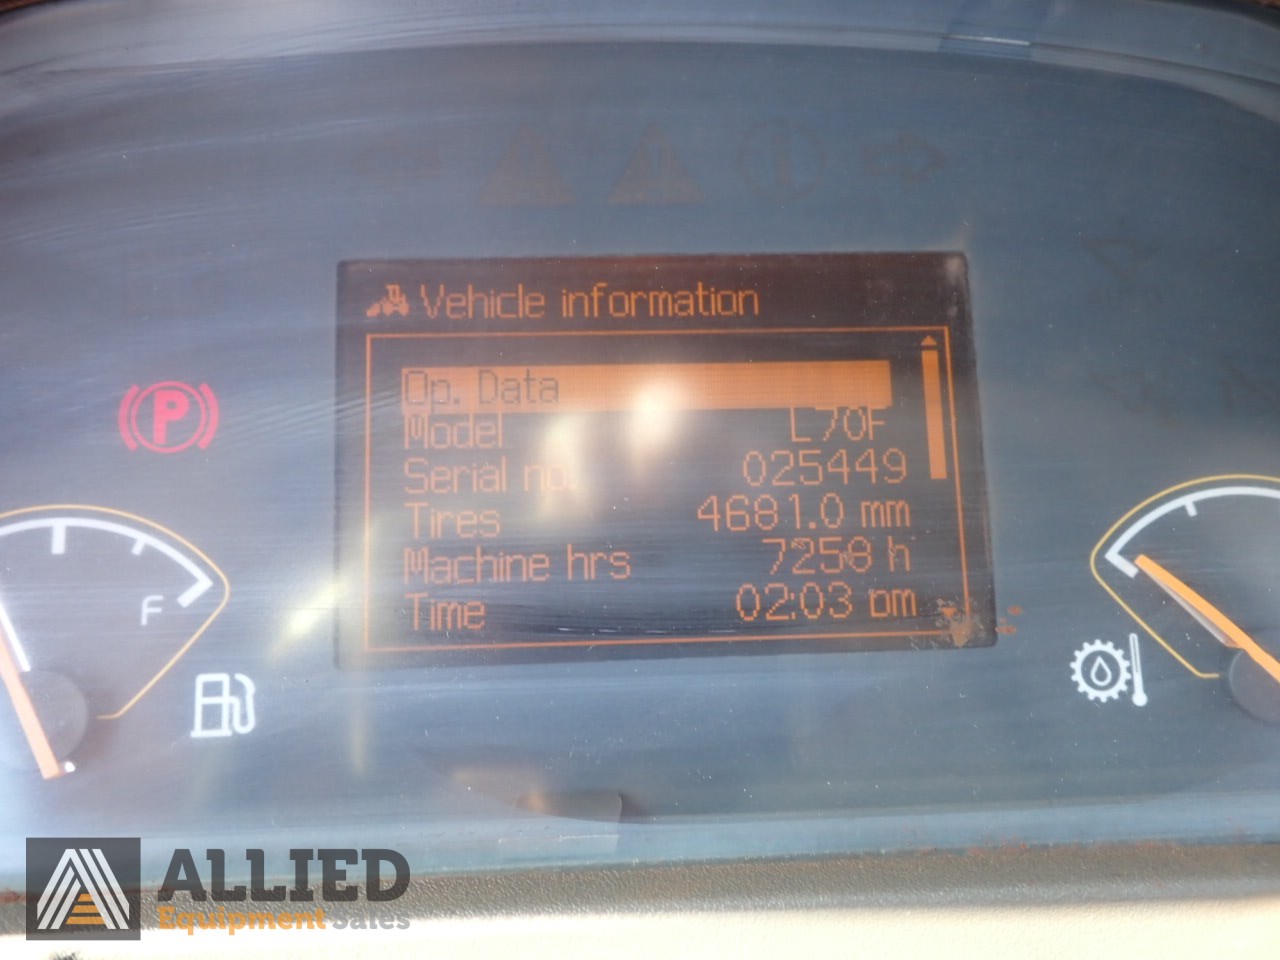 Vehicle information
Op. Data
Model L70F
Serial no. 025449
Tires 4681.0 mm
Machine hrs 7258 h
Time 02:03 pm
P
F
ALLIED
Equipment Sales